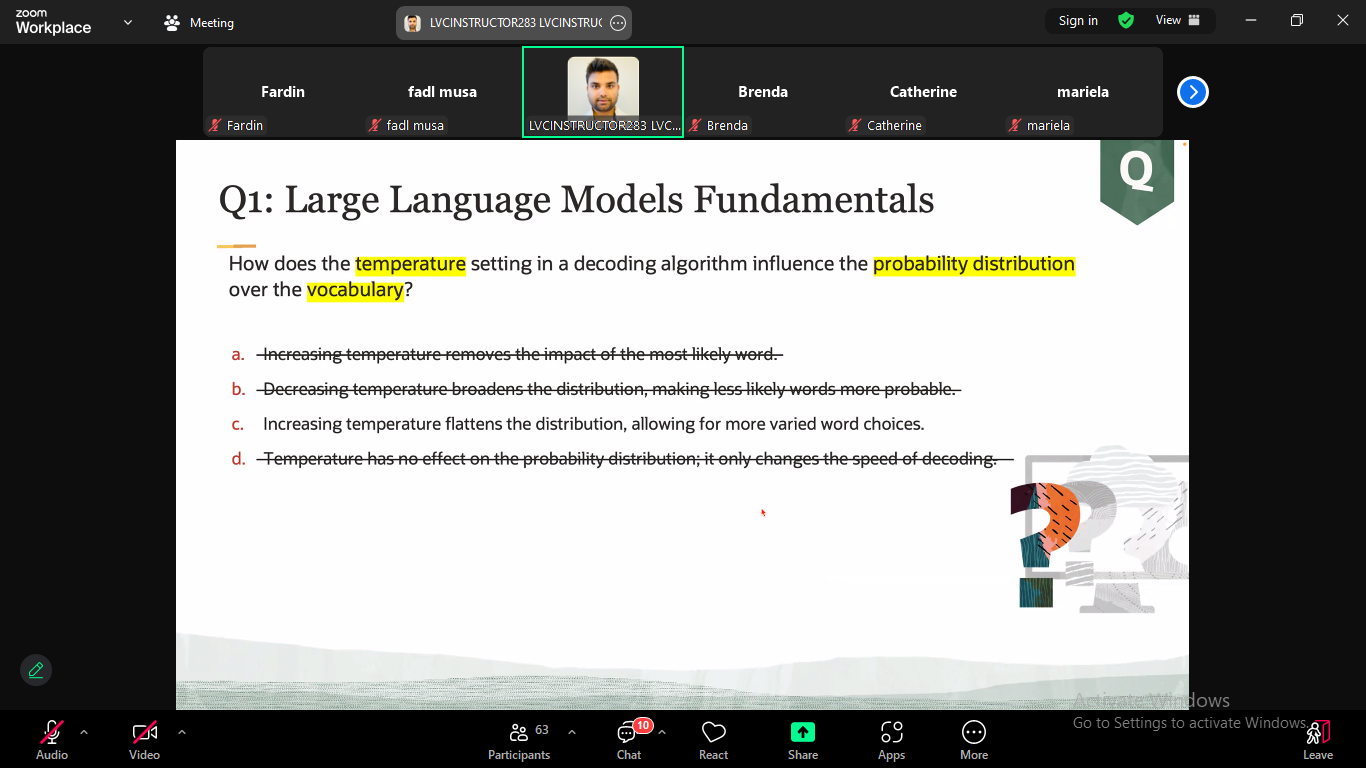 zoom
Workplace
Meeting
LVCINSTRUCTOR283 LVCINSTRUC
Sign in
View
Fardin
fadl musa
Brenda
Catherine
mariela
Fardin
fadl musa
LVCINSTRUCTOR283 LVC...
Brenda
Catherine
mariela
Q
Q1: Large Language Models Fundamentals
How does the temperature setting in a decoding algorithm influence the probability distribution
over the vocabulary?
a. Increasing temperature removes the impact of the most likely word.
b. Decreasing temperature broadens the distribution, making less likely words more probable.
c. Increasing temperature flattens the distribution, allowing for more varied word choices.
d. Temperature has no effect on the probability distribution; it only changes the speed of decoding.
Activate Windows
Go to Settings to activate Windows.
63
10
Audio
Video
Participants
Chat
React
Share
Apps
More
Leave